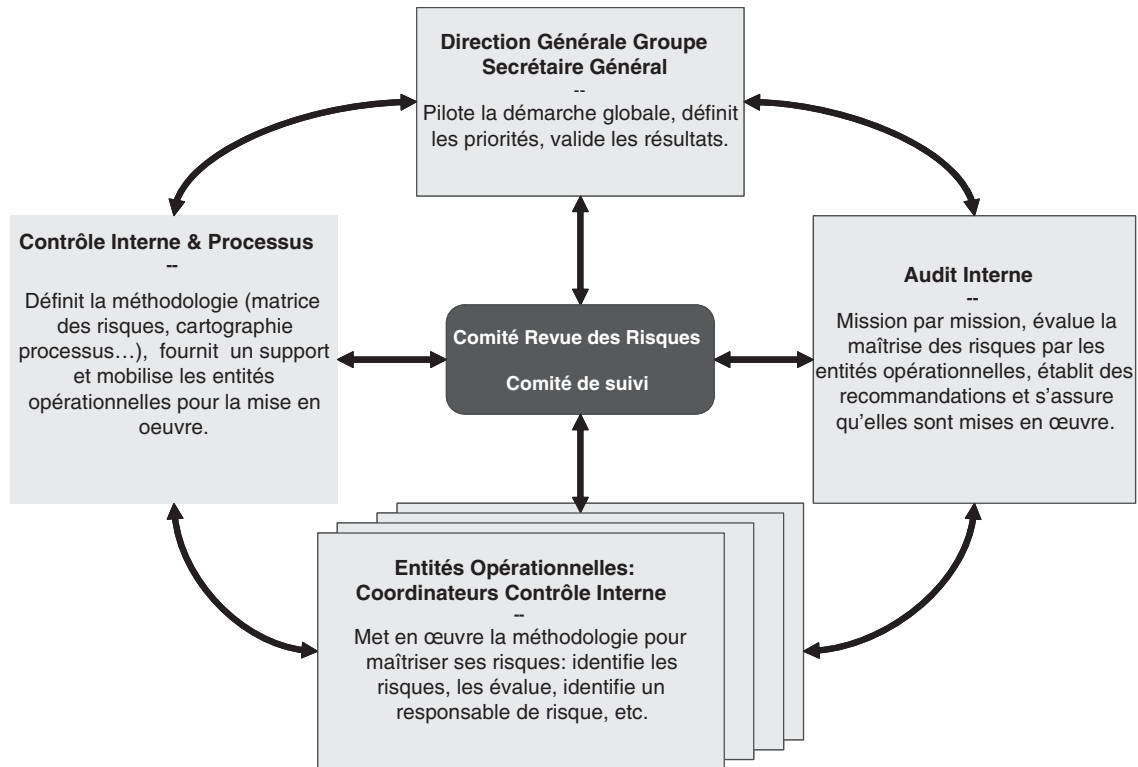 Direction Générale Groupe
Secrétaire Général
--
Pilote la démarche globale, définit
les priorités, valide les résultats.
Contrôle Interne & Processus
--
Définit la méthodologie (matrice
des risques, cartographie
processus…), fournit un support
et mobilise les entités
opérationnelles pour la mise en
oeuvre.
Comité Revue des Risques
Comité de suivi
Audit Interne
--
Mission par mission, évalue la
maîtrise des risques par les
entités opérationnelles, établit des
recommandations et s'assure
qu'elles sont mises en œuvre.
Entités Opérationnelles:
Coordinateurs Contrôle Interne
--
Met en œuvre la méthodologie pour
maîtriser ses risques: identifie les
risques, les évalue, identifie un
responsable de risque, etc.